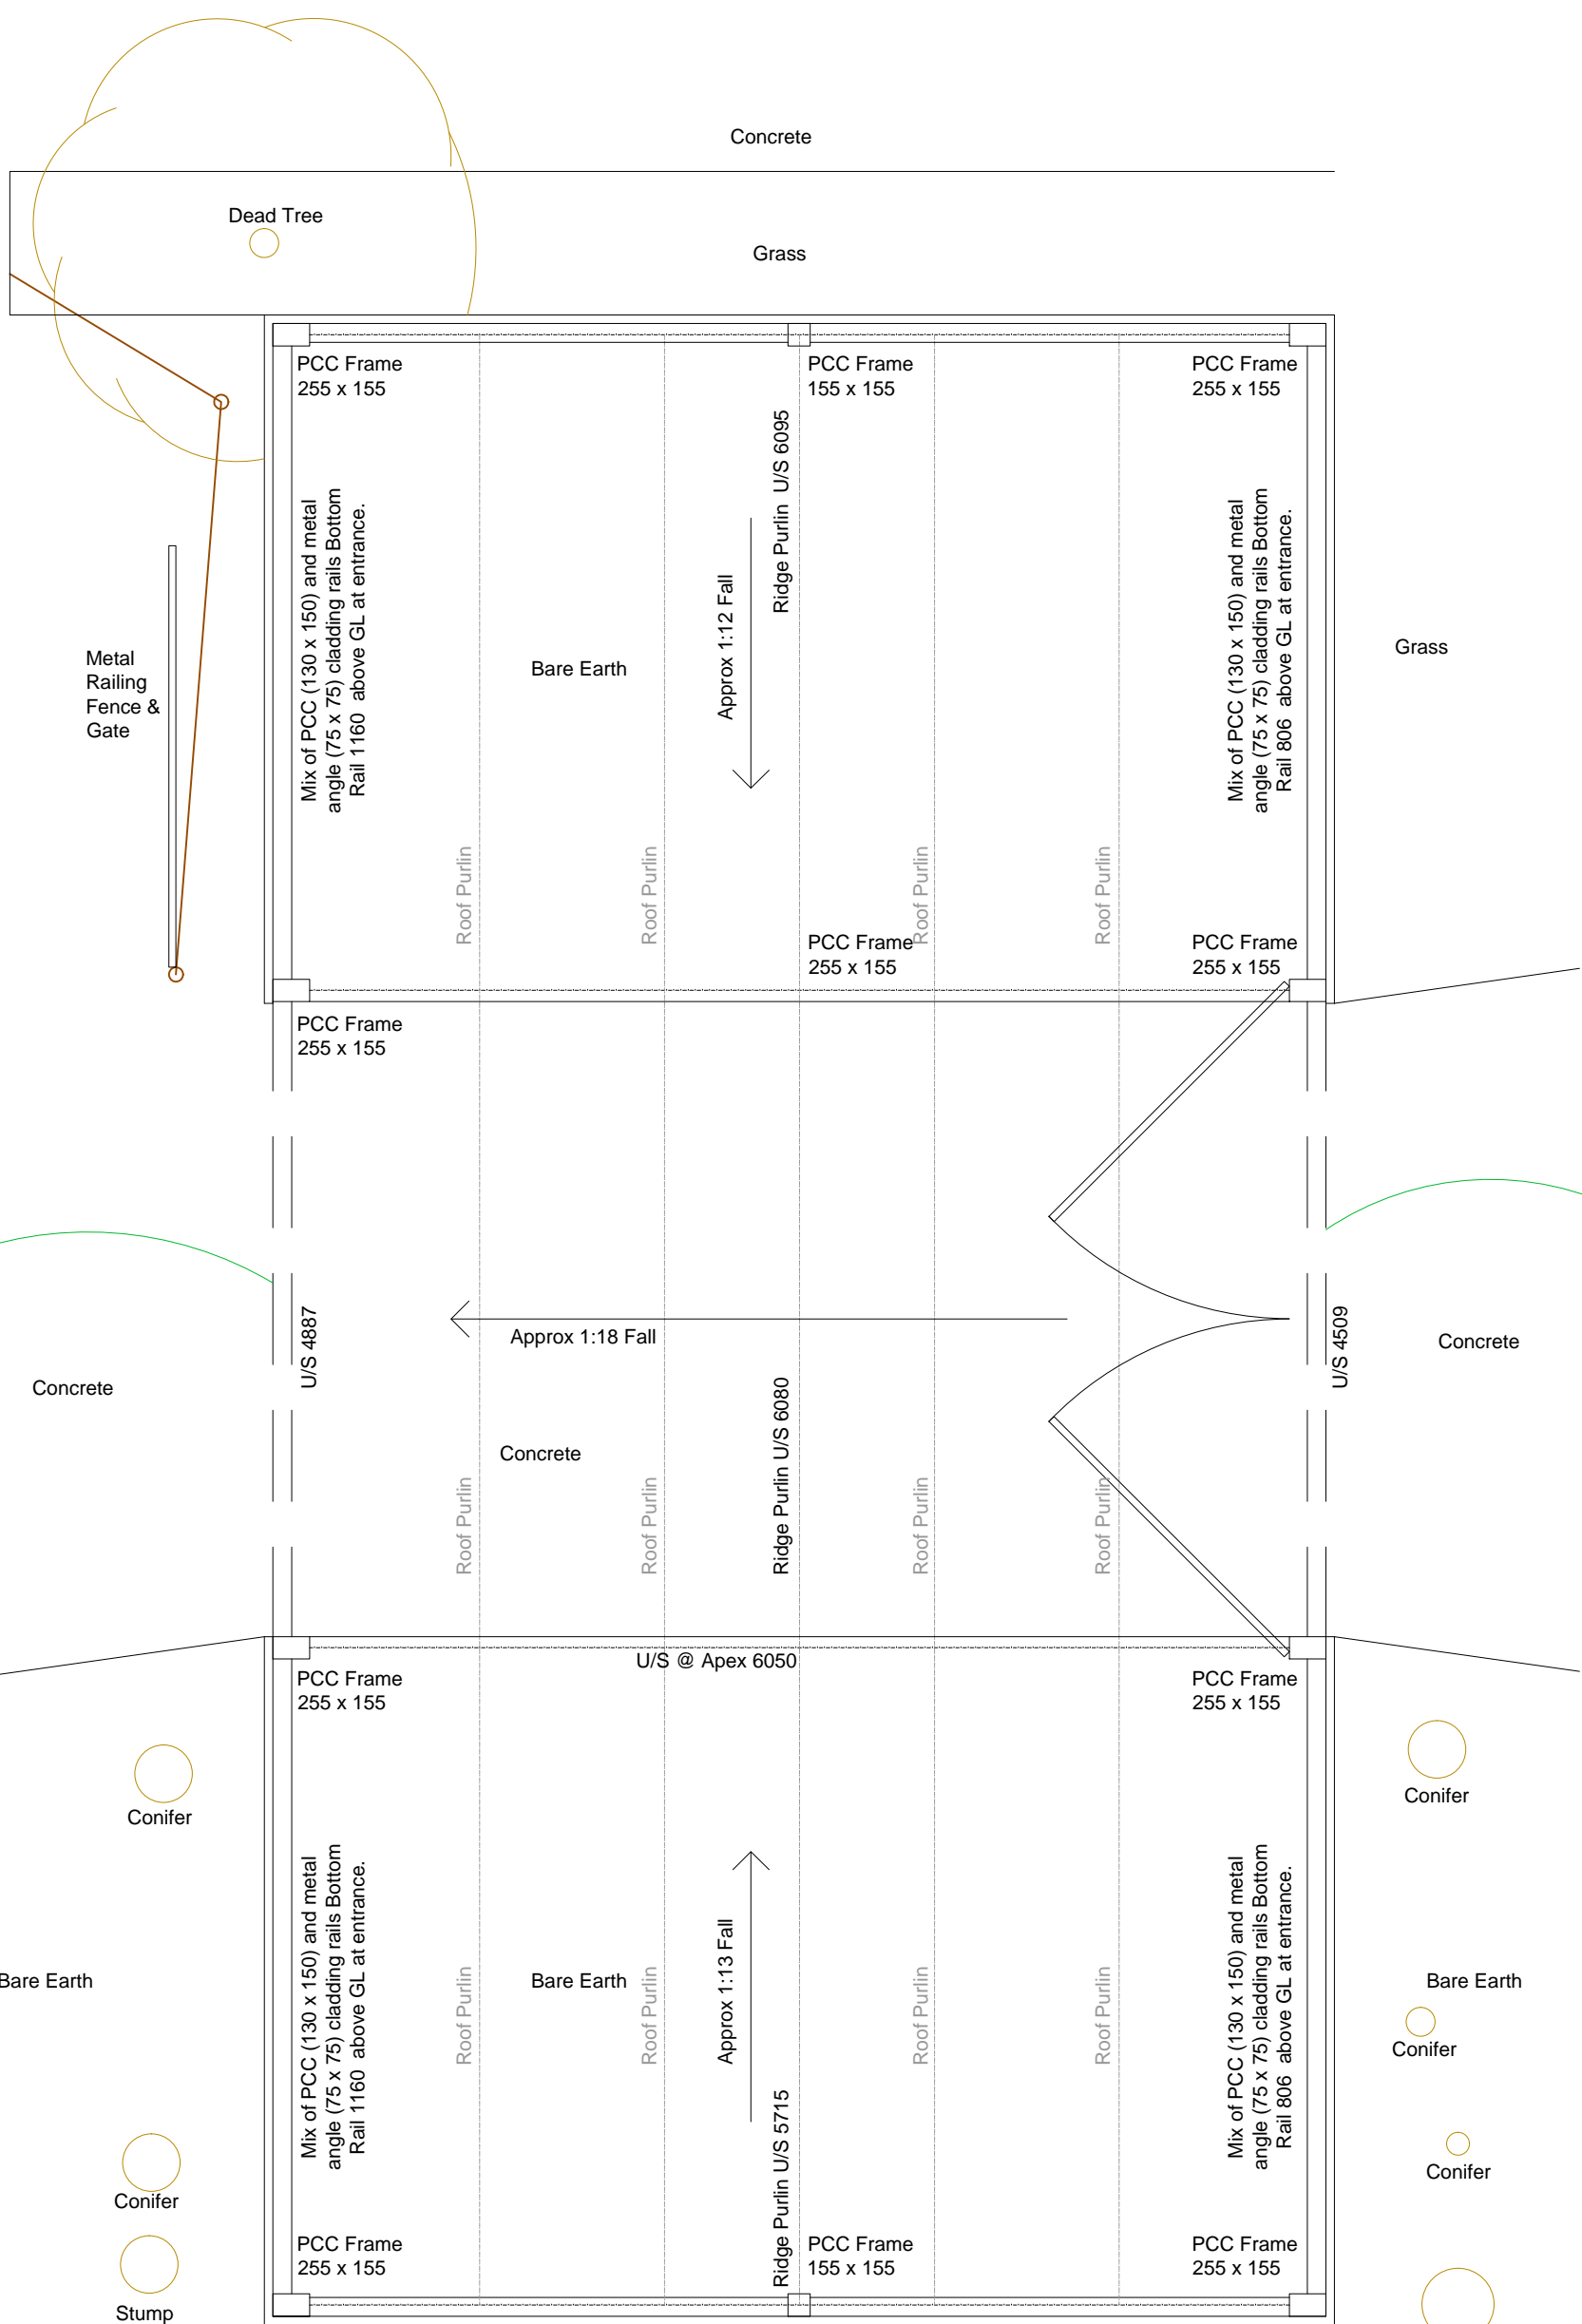 Concrete
Dead Tree
Grass
PCC Frame
255 x 155
PCC Frame
155 x 155
PCC Frame
255 x 155
Ridge Purlin  U/S 6095
Mix of PCC (130 x 150) and metal
angle (75 x 75) cladding rails Bottom
Rail 1160  above GL at entrance.
Approx 1:12 Fall
Mix of PCC (130 x 150) and metal
angle (75 x 75) cladding rails Bottom
Rail 806  above GL at entrance.
Metal
Railing
Fence &
Gate
Bare Earth
Grass
Roof Purlin
Roof Purlin
Roof Purlin
Roof Purlin
PCC Frame
255 x 155
PCC Frame
255 x 155
PCC Frame
255 x 155
U/S 4887
Approx 1:18 Fall
U/S 4509
Concrete
Concrete
Concrete
Ridge Purlin U/S 6080
Roof Purlin
Roof Purlin
Roof Purlin
Roof Purlin
U/S @ Apex 6050
PCC Frame
255 x 155
PCC Frame
255 x 155
Conifer
Conifer
Mix of PCC (130 x 150) and metal
angle (75 x 75) cladding rails Bottom
Rail 1160  above GL at entrance.
Approx 1:13 Fall
Mix of PCC (130 x 150) and metal
angle (75 x 75) cladding rails Bottom
Rail 806  above GL at entrance.
Bare Earth
Bare Earth
Bare Earth
Roof Purlin
Roof Purlin
Roof Purlin
Roof Purlin
Conifer
Ridge Purlin U/S 5715
Conifer
Conifer
PCC Frame
255 x 155
PCC Frame
155 x 155
PCC Frame
255 x 155
Stump